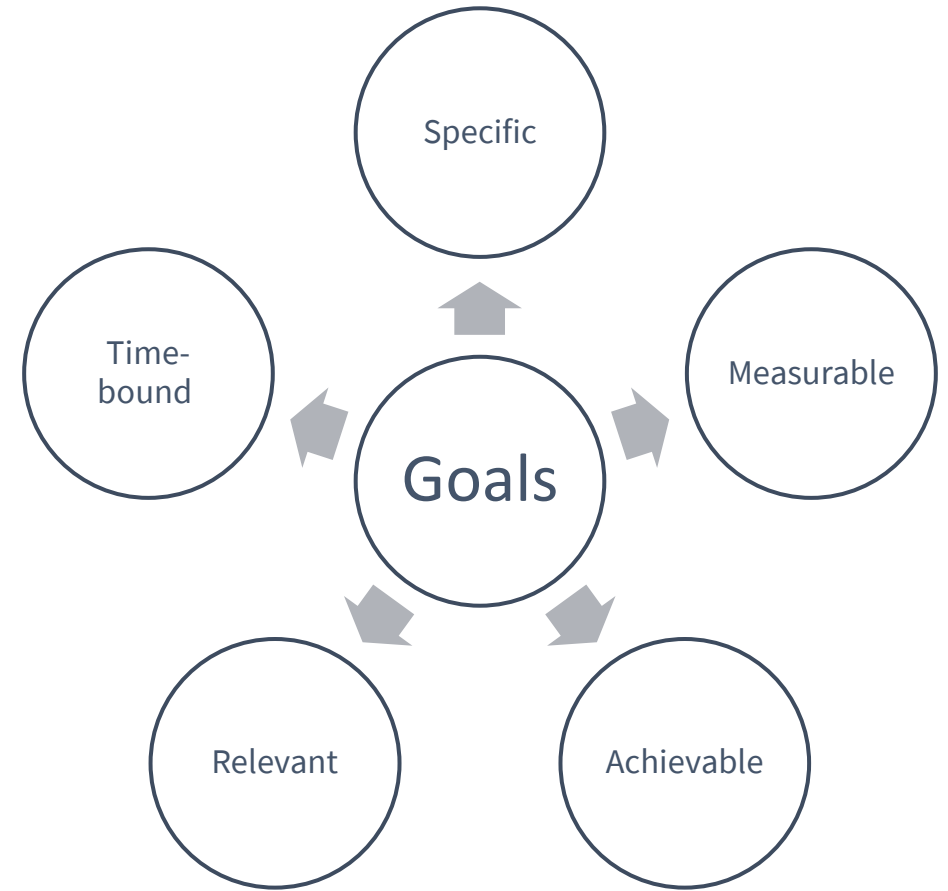 Specific
Measurable
Achievable
Relevant
Time-
bound
Goals